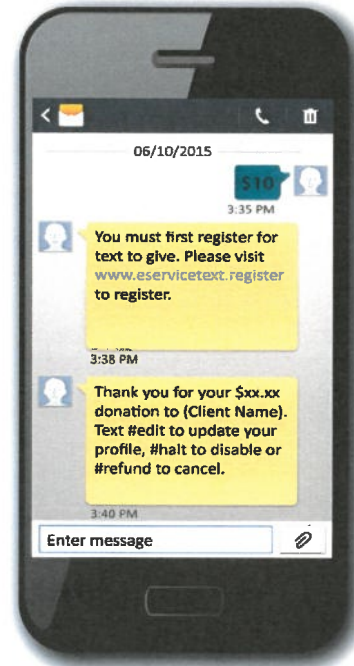 06/10/2015
$10
3:35 PM
You must first register for
text to give. Please visit
www.eservicetext.register
to register.
3:38 PM
Thank you for your $xx.xx
donation to (Client Name).
Text #edit to update your
profile, #halt to disable or
#refund to cancel.
3:40 PM
Enter message